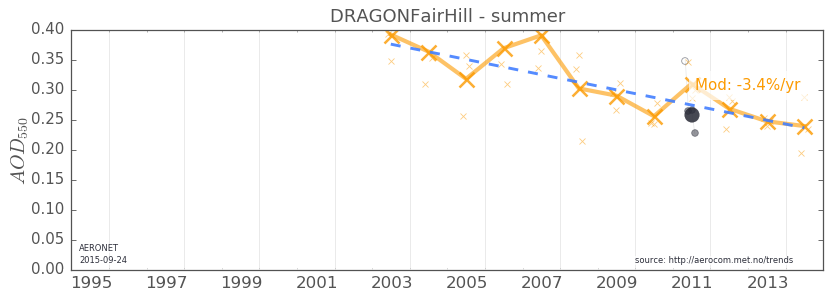 DRAGONFairHill - summer
0.40
0.35
0.30
0.25
0.20
0.15
0.10
0.05
0.00
AOD550
Mod: -3.4%/yr
AERONET
2015-09-24
source: http://aerocom.met.no/trends
1995 1997 1999 2001 2003 2005 2007 2009 2011 2013